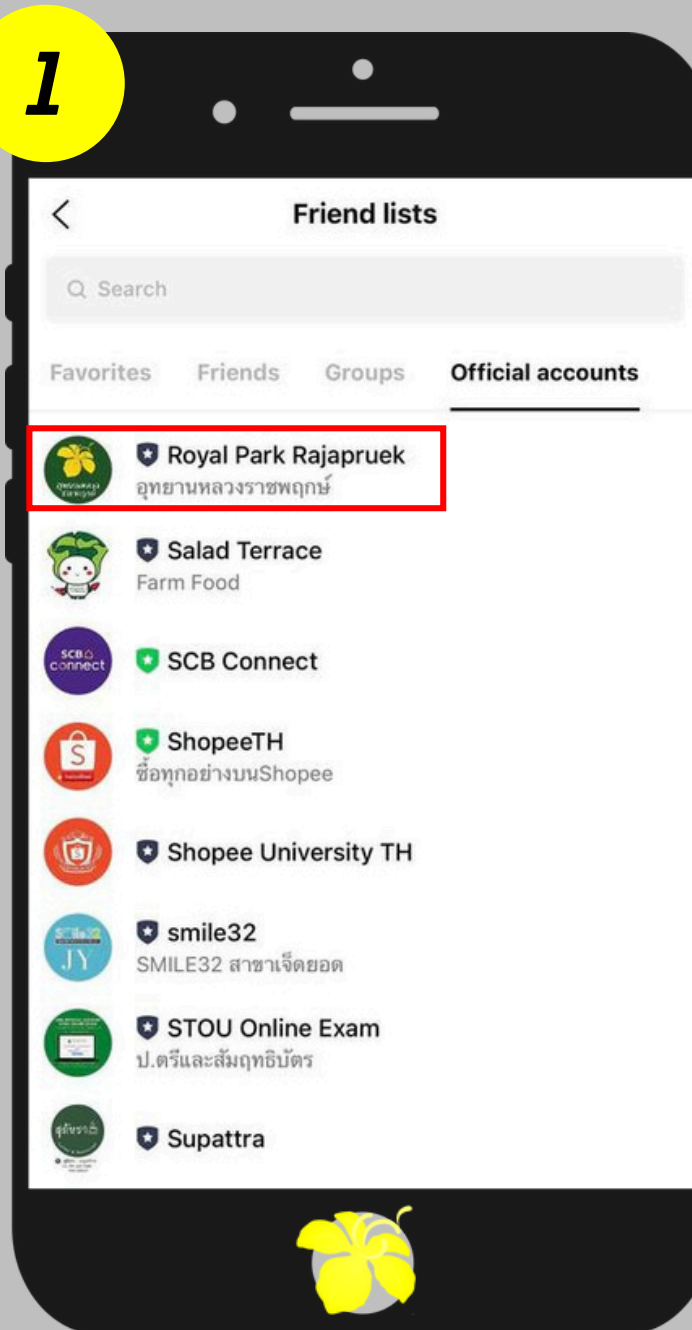 1
Friend lists
Search
Favorites Friends Groups Official accounts
Royal Park Rajapruek
อุทยานหลวงราชพฤกษ์
Salad Terrace
Farm Food
SCB
connect
SCB Connect
ShopeeTH
ซื้อทุกอย่างบนShopee
Shopee University TH
JY
smile32
SMILE32 สาขาเจ็ดยอด
STOU Online Exam
ป.ตรีและสัมฤทธิบัตร
Supattra